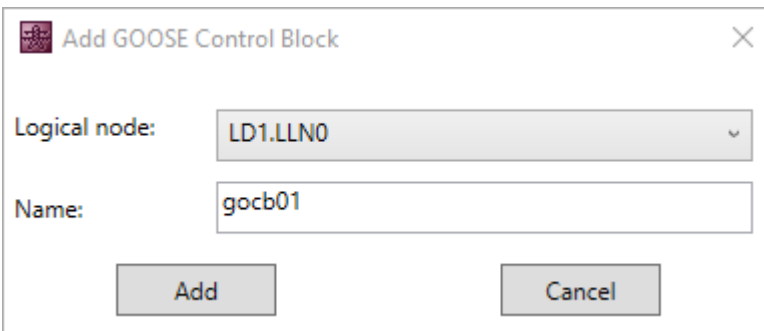 Add GOOSE Control Block
Logical node: LD1.LLN0
Name: gocb01
Add Cancel